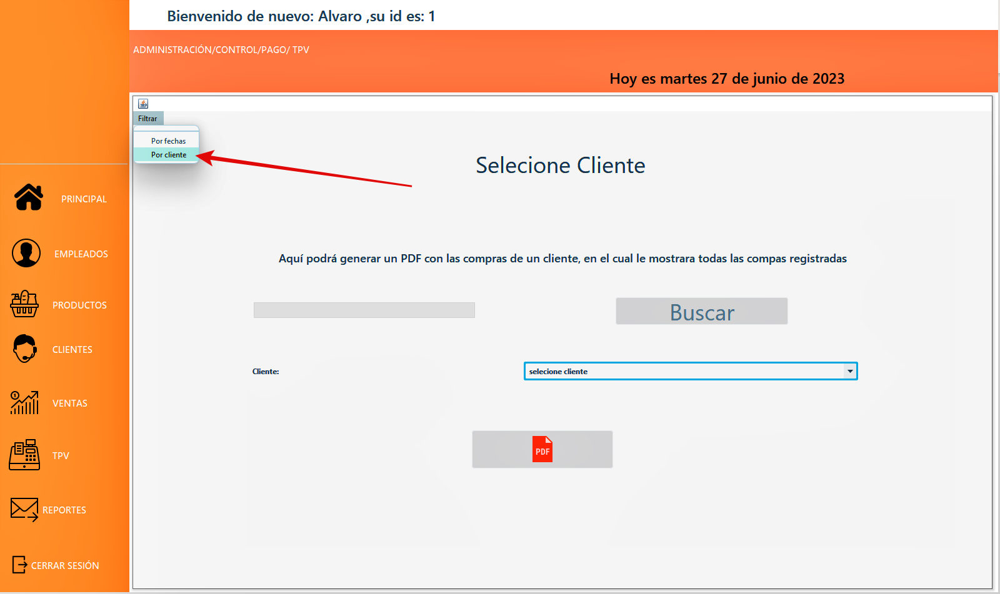 Bienvenido de nuevo: Alvaro ,su id es: 1
ADMINISTRACIÓN/CONTROL/PAGO/ TPV
Hoy es martes 27 de junio de 2023
Filtrar
Por fechas
Por cliente
Selecione Cliente
PRINCIPAL
EMPLEADOS
Aquí podrá generar un PDF con las compras de un cliente, en el cual le mostrara todas las compas registradas
PRODUCTOS
Buscar
CLIENTES
Cliente:
selecione cliente
VENTAS
PDF
TPV
REPORTES
CERRAR SESIÓN